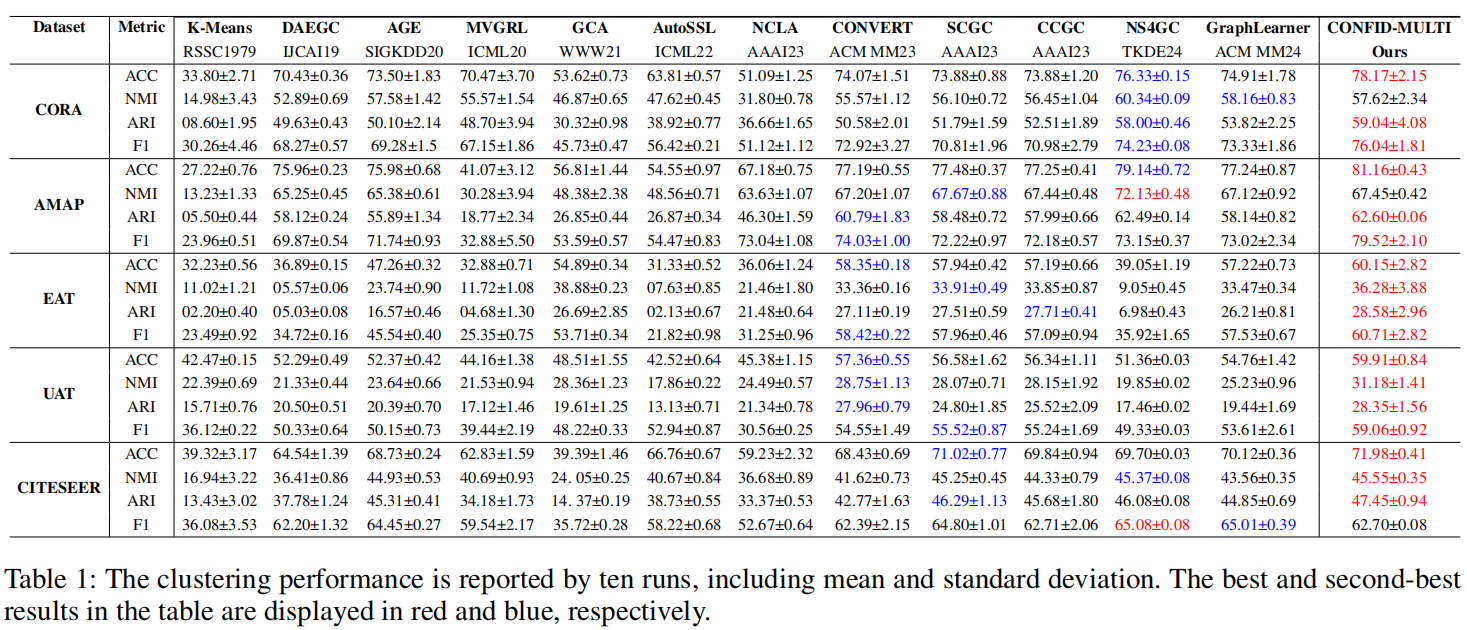 Dataset Metric K-Means DAEGC AGE MVGRL GCA AutoSSL NCLA CONVERT SCGC CCGC NS4GC GraphLearner CONFID-MULTI
RSSC1979 IJCAI19 SIGKDD20 ICML20 WWW21 ICML22 AAAI23 ACM MM23 AAAI23 AAAI23 TKDE24 ACM MM24 Ours
CORA ACC 33.80±2.71 70.43±0.36 73.50±1.83 70.47±3.70 53.62±0.73 63.81±0.57 51.09±1.25 74.07±1.51 73.88±0.88 73.88±1.20 76.33±0.15 74.91±1.78 78.17±2.15
NMI 14.98±3.43 52.89±0.69 57.58±1.42 55.57±1.54 46.87±0.65 47.62±0.45 31.80±0.78 55.57±1.12 56.10±0.72 56.45±1.04 60.34±0.09 58.16±0.83 57.62±2.34
ARI 08.60±1.95 49.63±0.43 50.10±2.14 48.70±3.94 30.32±0.98 38.92±0.77 36.66±1.65 50.58±2.01 51.79±1.59 52.51±1.89 58.00±0.46 53.82±2.25 59.04±4.08
F1 30.26±4.46 68.27±0.57 69.28±1.5 67.15±1.86 45.73±0.47 56.42±0.21 51.12±1.12 72.92±3.27 70.81±1.96 70.98±2.79 74.23±0.08 73.33±1.86 76.04±1.81
AMAP ACC 27.22±0.76 75.96±0.23 75.98±0.68 41.07±3.12 56.81±1.44 54.55±0.97 67.18±0.75 77.19±0.55 77.48±0.37 77.25±0.41 79.14±0.72 77.24±0.87 81.16±0.43
NMI 13.23±1.33 65.25±0.45 65.38±0.61 30.28±3.94 48.38±2.38 48.56±0.71 63.63±1.07 67.20±1.07 67.67±0.88 67.44±0.48 72.13±0.48 67.12±0.92 67.45±0.42
ARI 05.50±0.44 58.12±0.24 55.89±1.34 18.77±2.34 26.85±0.44 26.87±0.34 46.30±1.59 60.79±1.83 58.48±0.72 57.99±0.66 62.49±0.14 58.14±0.82 62.60±0.06
F1 23.96±0.51 69.87±0.54 71.74±0.93 32.88±5.50 53.59±0.57 54.47±0.83 73.04±1.08 74.03±1.00 72.22±0.97 72.18±0.57 73.15±0.37 73.02±2.34 79.52±2.10
EAT ACC 32.23±0.56 36.89±0.15 47.26±0.32 32.88±0.71 54.89±0.34 31.33±0.52 36.06±1.24 58.35±0.18 57.94±0.42 57.19±0.66 39.05±1.19 57.22±0.73 60.15±2.82
NMI 11.02±1.21 05.57±0.06 23.74±0.90 11.72±1.08 38.88±0.23 07.63±0.85 21.46±1.80 33.36±0.16 33.91±0.49 33.85±0.87 9.05±0.45 33.47±0.34 36.28±3.88
ARI 02.20±0.40 05.03±0.08 16.57±0.46 04.68±1.30 26.69±2.85 02.13±0.67 21.48±0.64 27.11±0.19 27.51±0.59 27.71±0.41 6.98±0.43 26.21±0.81 28.58±2.96
F1 23.49±0.92 34.72±0.16 45.54±0.40 25.35±0.75 53.71±0.34 21.82±0.98 31.25±0.96 58.42±0.22 57.96±0.46 57.09±0.94 35.92±1.65 57.53±0.67 60.71±2.82
UAT ACC 42.47±0.15 52.29±0.49 52.37±0.42 44.16±1.38 48.51±1.55 42.52±0.64 45.38±1.15 57.36±0.55 56.58±1.62 56.34±1.11 51.36±0.03 54.76±1.42 59.91±0.84
NMI 22.39±0.69 21.33±0.44 23.64±0.66 21.53±0.94 28.36±1.23 17.86±0.22 24.49±0.57 28.75±1.13 28.07±0.71 28.15±1.92 19.85±0.02 25.23±0.96 31.18±1.41
ARI 15.71±0.76 20.50±0.51 20.39±0.70 17.12±1.46 19.61±1.25 13.13±0.71 21.34±0.78 27.96±0.79 24.80±1.85 25.52±2.09 17.46±0.02 19.44±1.69 28.35±1.56
F1 36.12±0.22 50.33±0.64 50.15±0.73 39.44±2.19 48.22±0.33 52.94±0.87 30.56±0.25 54.55±1.49 55.52±0.87 55.24±1.69 49.33±0.03 53.61±2.61 59.06±0.92
CITESEER ACC 39.32±3.17 64.54±1.39 68.73±0.24 62.83±1.59 39.39±1.46 66.76±0.67 59.23±2.32 68.43±0.69 71.02±0.77 69.84±0.94 69.70±0.03 70.12±0.36 71.98±0.41
NMI 16.94±3.22 36.41±0.86 44.93±0.53 40.69±0.93 24. 05±0.25 40.67±0.84 36.68±0.89 41.62±0.73 45.25±0.45 44.33±0.79 45.37±0.08 43.56±0.35 45.55±0.35
ARI 13.43±3.02 37.78±1.24 45.31±0.41 34.18±1.73 14.37±0.19 38.73±0.55 33.37±0.53 42.77±1.63 46.29±1.13 45.68±1.80 46.08±0.08 44.85±0.69 47.45±0.94
F1 36.08±3.53 62.20±1.32 64.45±0.27 59.54±2.17 35.72±0.28 58.22±0.68 52.67±0.64 62.39±2.15 64.80±1.01 62.71±2.06 65.08±0.08 65.01±0.39 62.70±0.08
Table 1: The clustering performance is reported by ten runs, including mean and standard deviation. The best and second-best
results in the table are displayed in red and blue, respectively.